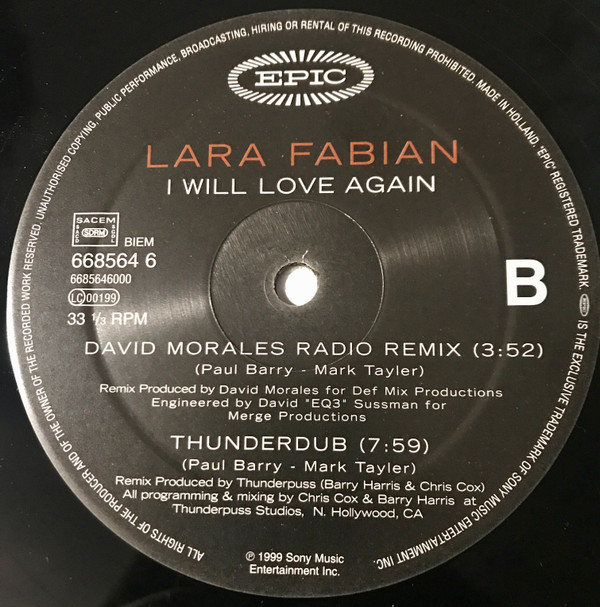 ALL RIGHTS OF THE PRODUCER AND OF THE OWNER OF THE RECORDED WORK RESERVED, UNAUTHORISED COPYING, PUBLIC PERFORMANCE, BROADCASTING, HIRING OR RENTAL OF THIS RECORDING PROHIBITED. MADE IN HOLLAND. "EPIC" REGISTERED TRADEMARK. EPIC IS THE EXCLUSIVE TRADEMARK OF SONY MUSIC ENTERTAINMENT INC.
EPIC
LARA FABIAN
I WILL LOVE AGAIN
SACEM
SACD SDRM SCGL
BIEM
668564 6
6685646000
LC 00199
33 1/3 RPM
B
DAVID MORALES RADIO REMIX (3:52)
(Paul Barry - Mark Tayler)
Remix Produced by David Morales for Def Mix Productions
Engineered by David "EQ3" Sussman for
Merge Productions
THUNDERDUB (7:59)
(Paul Barry - Mark Tayler)
Remix Produced by Thunderpuss (Barry Harris & Chris Cox)
All programming & mixing by Chris Cox & Barry Harris at
Thunderpuss Studios, N. Hollywood, CA
℗ 1999 Sony Music
Entertainment Inc.